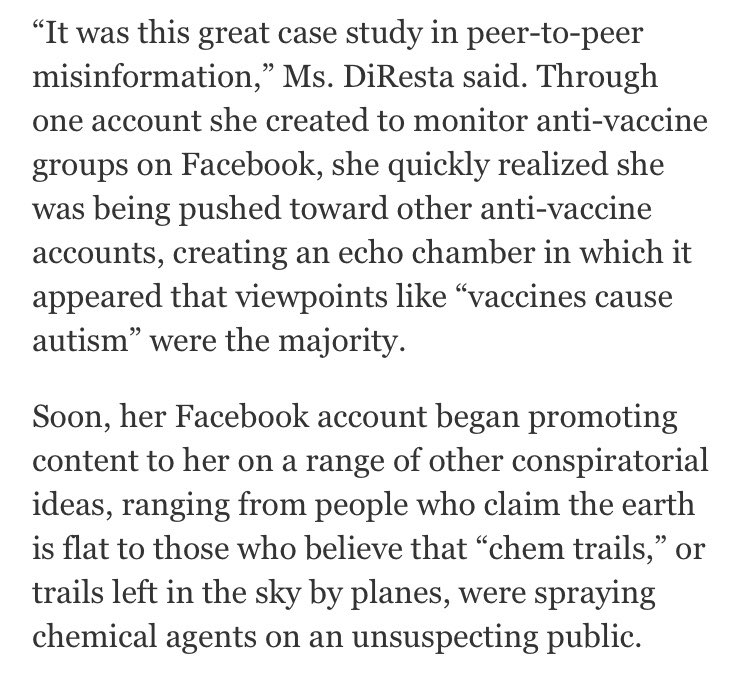 “It was this great case study in peer-to-peer
misinformation,” Ms. DiResta said. Through
one account she created to monitor anti-vaccine
groups on Facebook, she quickly realized she
was being pushed toward other anti-vaccine
accounts, creating an echo chamber in which it
appeared that viewpoints like “vaccines cause
autism” were the majority.
Soon, her Facebook account began promoting
content to her on a range of other conspiratorial
ideas, ranging from people who claim the earth
is flat to those who believe that “chem trails,” or
trails left in the sky by planes, were spraying
chemical agents on an unsuspecting public.